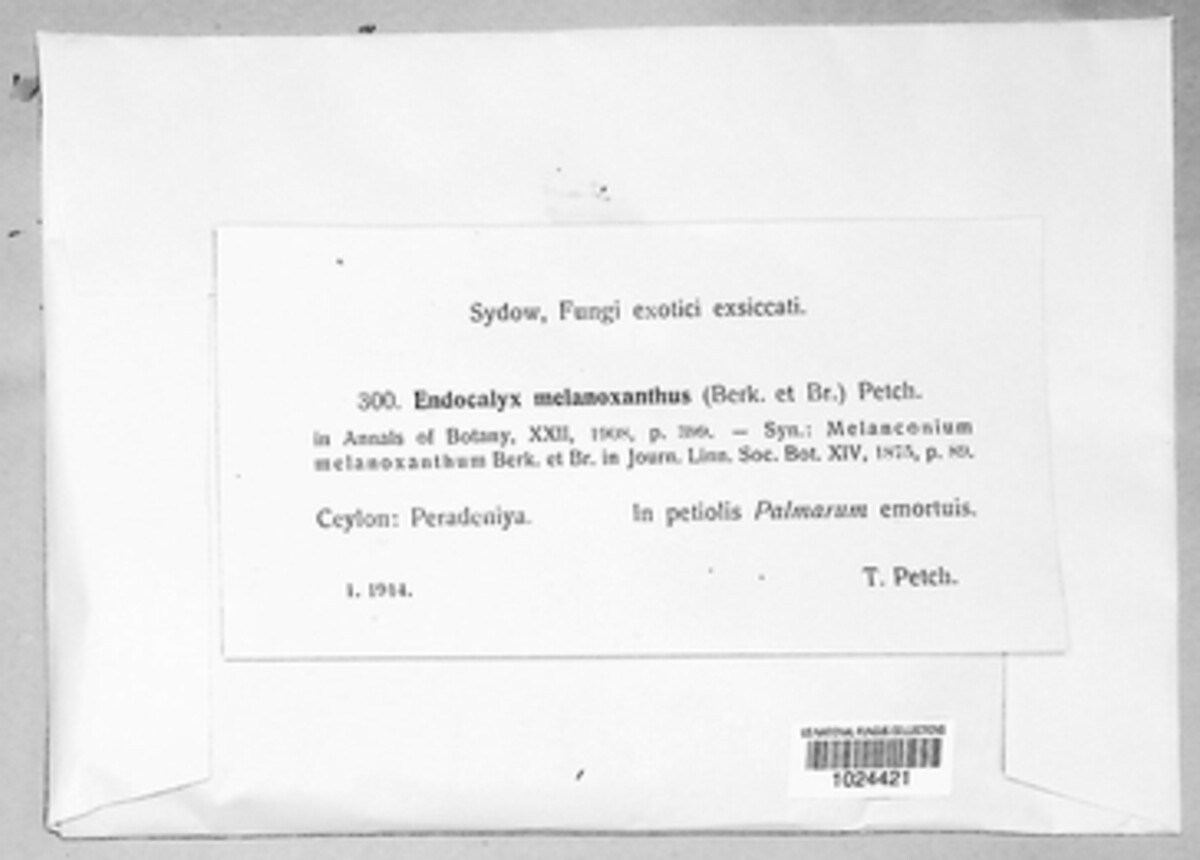 Sydow, Fungi exotici exsiccati.
300. Endocalyx melanoxanthus (Berk. et Br.) Petch.
in Annals of Botany, XXII, 1908, p. 399. — Syn.: Melanconium
melanoxanthum Berk. et Br. in Journ. Linn. Soc. Bot. XIV, 1875, p. 89.
Ceylon: Peradeniya. In petiolis Palmarum emortuis.
1. 1914. T. Petch.
US NATIONAL FUNGUS COLLECTIONS
1024421